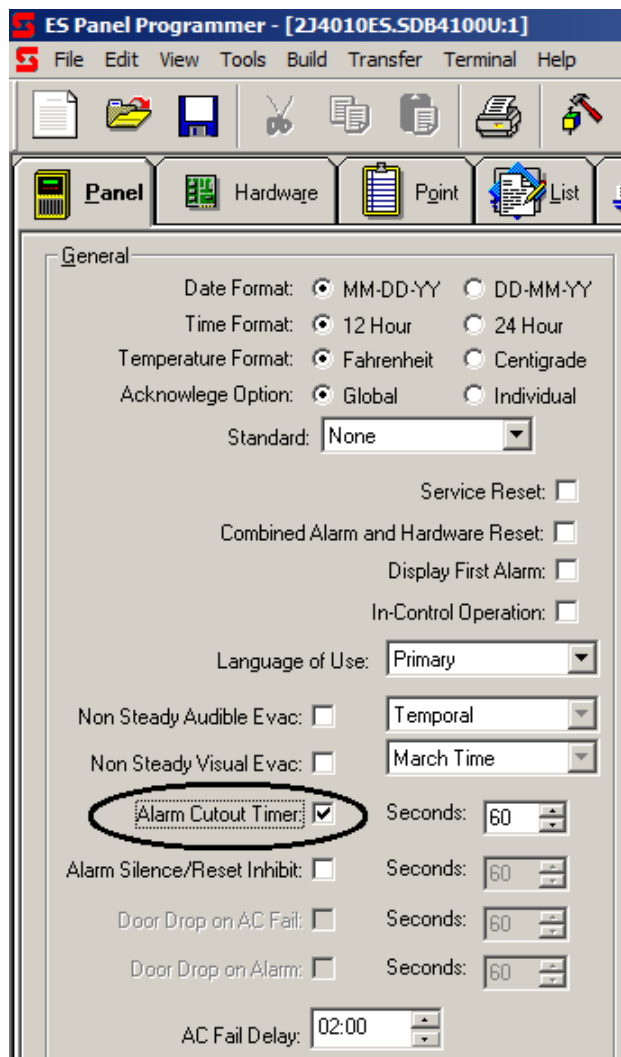 ES Panel Programmer - [2J4010ES.SDB4100U:1]
File Edit View Tools Build Transfer Terminal Help
Panel Hardware Point List
General
Date Format: MM-DD-YY DD-MM-YY
Time Format: 12 Hour 24 Hour
Temperature Format: Fahrenheit Centigrade
Acknowlege Option: Global Individual
Standard: None
Service Reset:
Combined Alarm and Hardware Reset:
Display First Alarm:
In-Control Operation:
Language of Use: Primary
Non Steady Audible Evac: Temporal
Non Steady Visual Evac: March Time
Alarm Cutout Timer: Seconds: 60
Alarm Silence/Reset Inhibit: Seconds: 60
Door Drop on AC Fail: Seconds: 60
Door Drop on Alarm: Seconds: 60
AC Fail Delay: 02:00